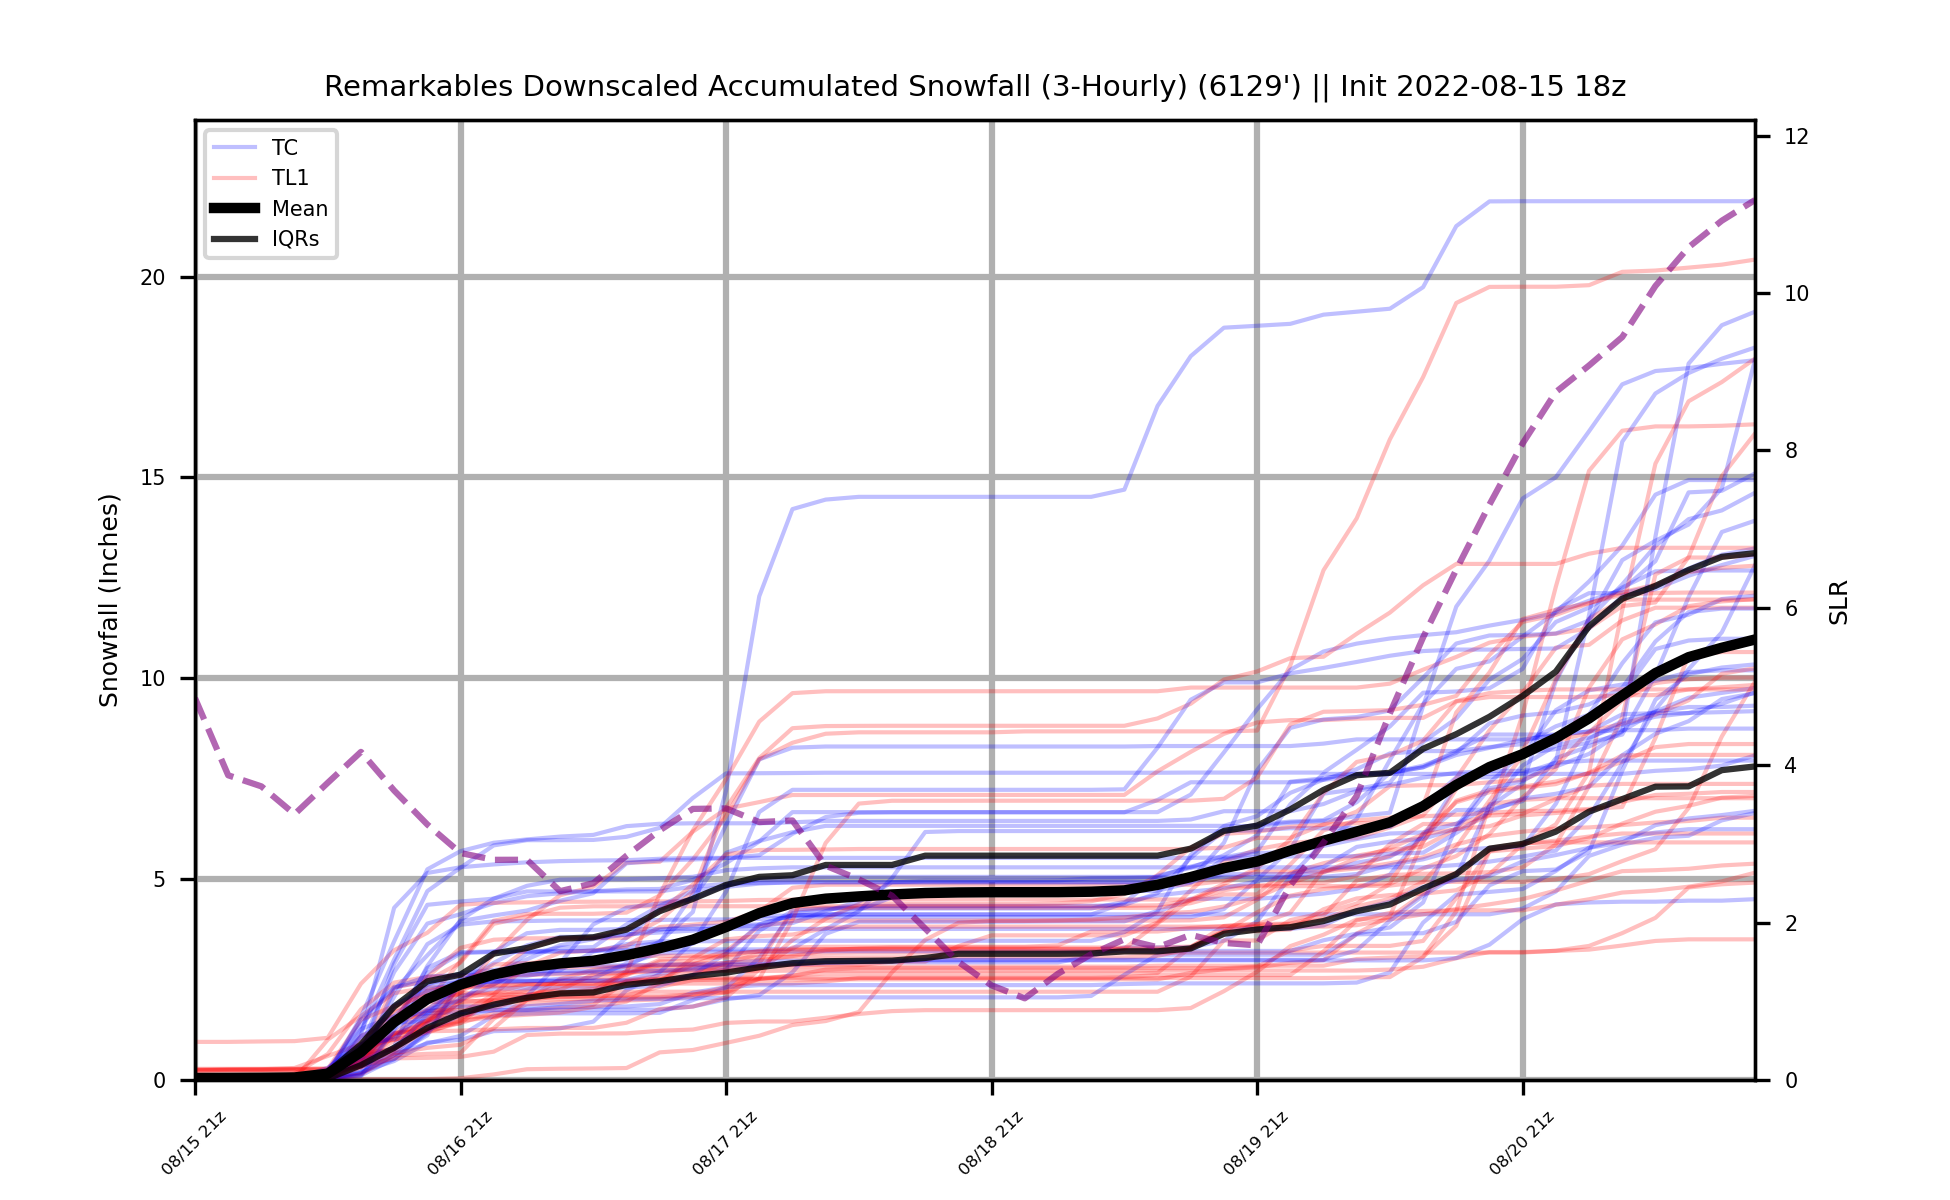 Remarkables Downscaled Accumulated Snowfall (3-Hourly) (6129') || Init 2022-08-15 18z
TC
TL1
Mean
IQRs
Snowfall (Inches)
20
15
10
5
0
12
10
8
6
4
2
0
SLR
08/15 21z
08/16 21z
08/17 21z
08/18 21z
08/19 21z
08/20 21z